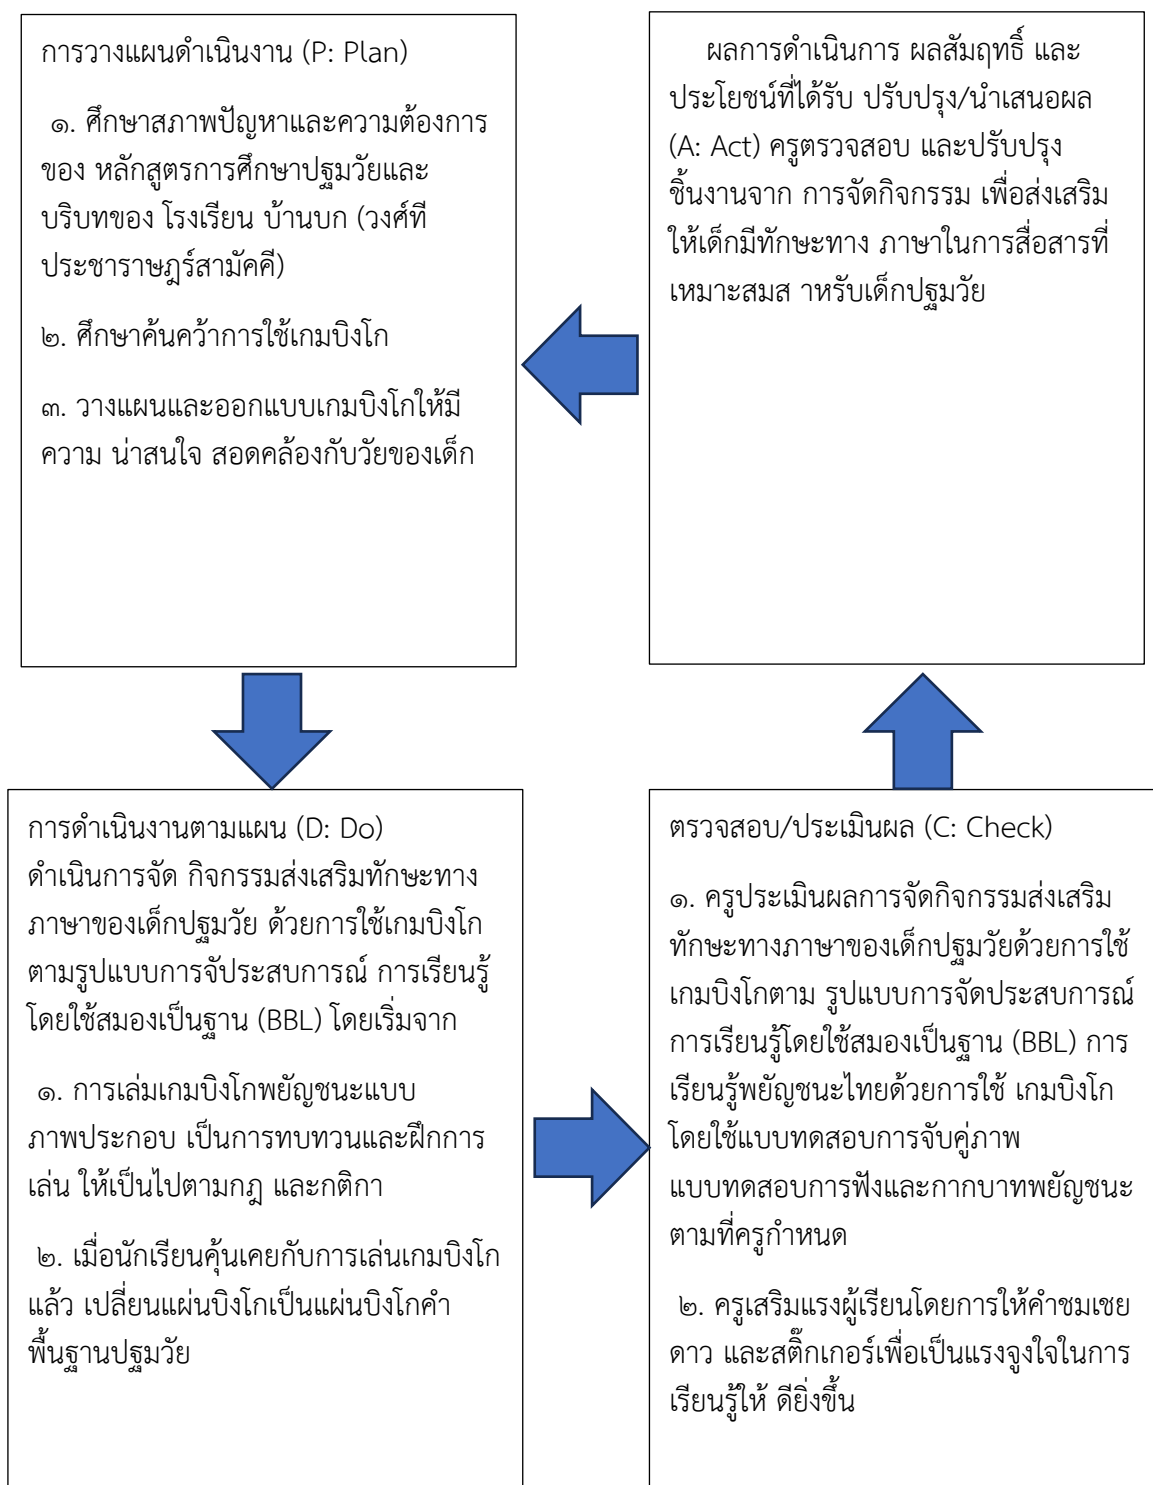 การวางแผนดำเนินงาน (P: Plan)
๑. ศึกษาสภาพปัญหาและความต้องการ
ของ หลักสูตรการศึกษาปฐมวัยและ
บริบทของ โรงเรียน บ้านบก (วงศ์ที
ประชาราษฎร์สามัคคี)
๒. ศึกษาค้นคว้าการใช้เกมบิงโก
๓. วางแผนและออกแบบเกมบิงโกให้มี
ความ น่าสนใจ สอดคล้องกับวัยของเด็ก
การดำเนินงานตามแผน (D: Do)
ดำเนินการจัด กิจกรรมส่งเสริมทักษะทาง
ภาษาของเด็กปฐมวัย ด้วยการใช้เกมบิงโก
ตามรูปแบบการจัประสบการณ์ การเรียนรู้
โดยใช้สมองเป็นฐาน (BBL) โดยเริ่มจาก
๑. การเล่มเกมบิงโกพยัญชนะแบบ
ภาพประกอบ เป็นการทบทวนและฝึกการ
เล่น ให้เป็นไปตามกฎ และกติกา
๒. เมื่อนักเรียนคุ้นเคยกับการเล่นเกมบิงโก
แล้ว เปลี่ยนแผ่นบิงโกเป็นแผ่นบิงโกคำ
พื้นฐานปฐมวัย
ตรวจสอบ/ประเมินผล (C: Check)
๑. ครูประเมินผลการจัดกิจกรรมส่งเสริม
ทักษะทางภาษาของเด็กปฐมวัยด้วยการใช้
เกมบิงโกตาม รูปแบบการจัดประสบการณ์
การเรียนรู้โดยใช้สมองเป็นฐาน (BBL) การ
เรียนรู้พยัญชนะไทยด้วยการใช้ เกมบิงโก
โดยใช้แบบทดสอบการจับคู่ภาพ
แบบทดสอบการฟังและกากบาทพยัญชนะ
ตามที่ครูกำหนด
๒. ครูเสริมแรงผู้เรียนโดยการให้คำชมเชย
ดาว และสติ๊กเกอร์เพื่อเป็นแรงจูงใจในการ
เรียนรู้ให้ ดียิ่งขึ้น
ผลการดำเนินการ ผลสัมฤทธิ์ และ
ประโยชน์ที่ได้รับ ปรับปรุง/นำเสนอผล
(A: Act) ครูตรวจสอบ และปรับปรุง
ชิ้นงานจาก การจัดกิจกรรม เพื่อส่งเสริม
ให้เด็กมีทักษะทาง ภาษาในการสื่อสารที่
เหมาะสมส าหรับเด็กปฐมวัย